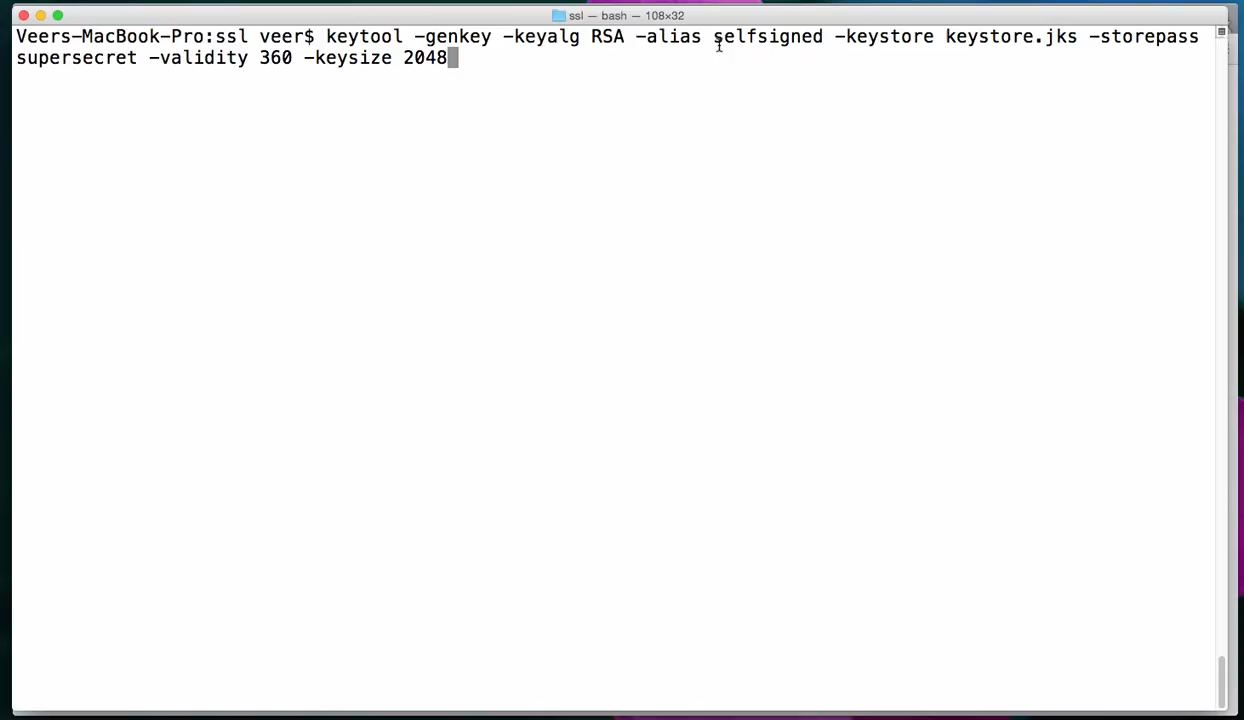 ssl — bash — 108×32
Veers-MacBook-Pro:ssl veer$ keytool -genkey -keyalg RSA -alias selfsigned -keystore keystore.jks -storepass
supersecret -validity 360 -keysize 2048